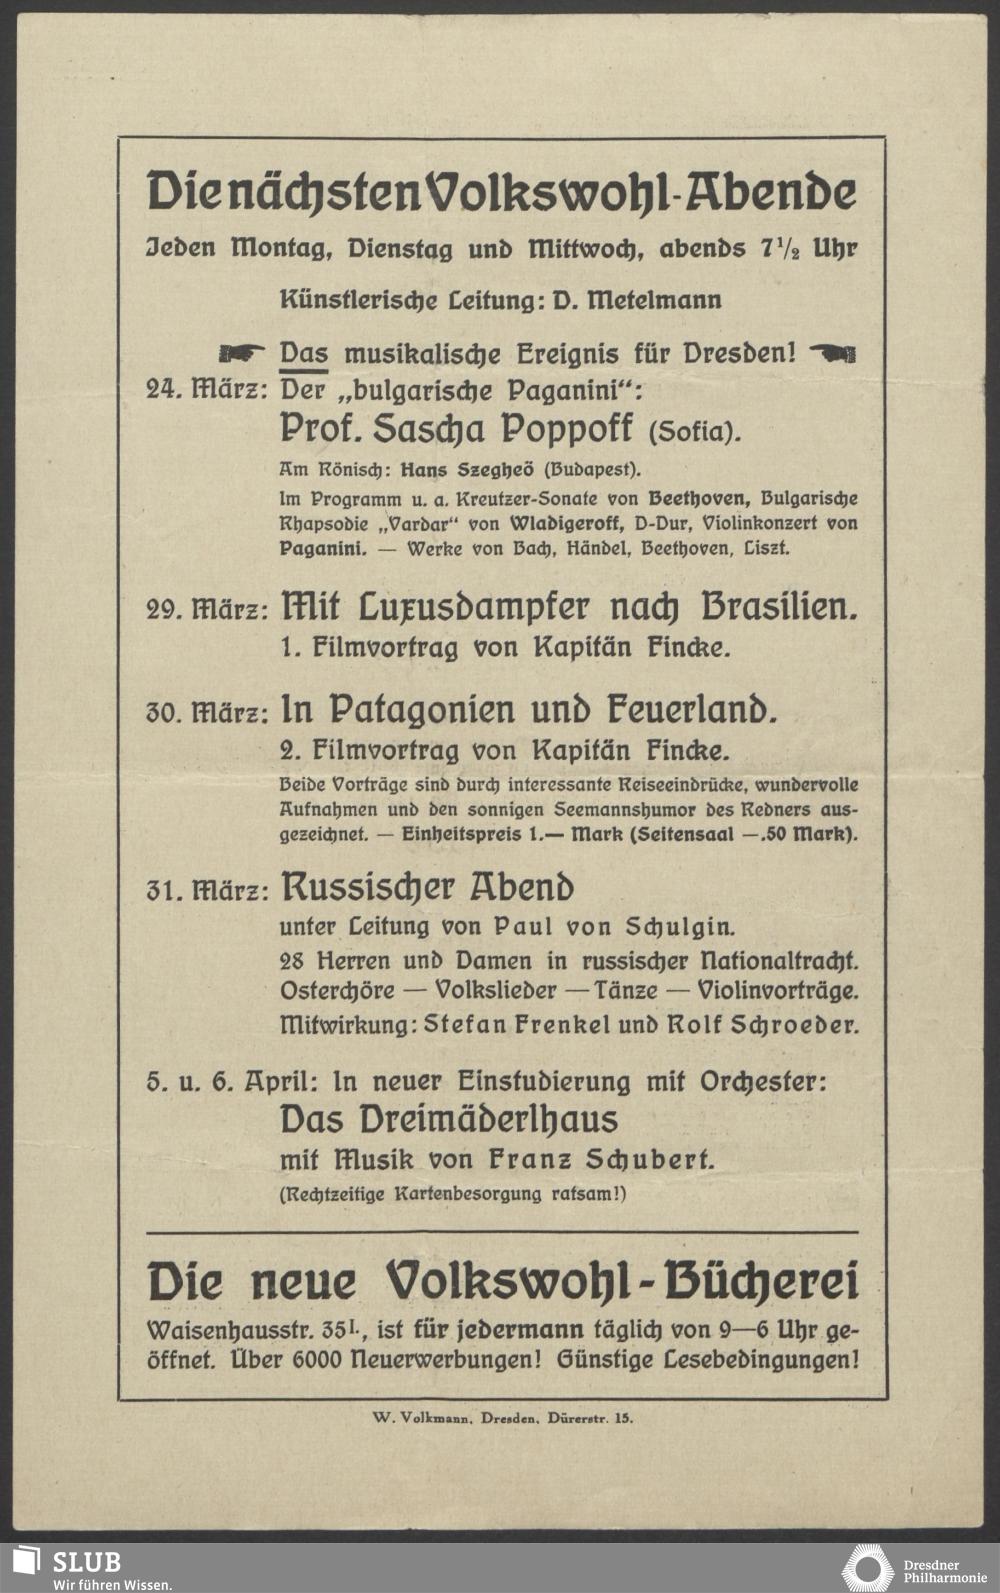 Die nächsten Volkswohl-Abende
Jeden Montag, Dienstag und Mittwoch, abends 7 1/2 Uhr
Künstlerische Leitung: D. Metelmann
Das musikalische Ereignis für Dresden!
24. März: Der „bulgarische Paganini“:
Prof. Sascha Poppoff (Sofia).
Am Rönisch: Hans Szegheö (Budapest).
Im Programm u. a. Kreutzer-Sonate von Beethoven, Bulgarische
Rhapsodie „Vardar“ von Wladigeroff, D-Dur, Violinkonzert von
Paganini. — Werke von Bach, Händel, Beethoven, Liszt.
29. März: Mit Luxusdampfer nach Brasilien.
1. Filmvortrag von Kapitän Fincke.
30. März: In Patagonien und Feuerland.
2. Filmvortrag von Kapitän Fincke.
Beide Vorträge sind durch interessante Reiseeindrücke, wundervolle
Aufnahmen und den sonnigen Seemannshumor des Redners aus-
gezeichnet. — Einheitspreis 1.— Mark (Seitensaal —.50 Mark).
31. März: Russischer Abend
unter Leitung von Paul von Schulgin.
28 Herren und Damen in russischer Nationaltracht.
Osterchöre — Volkslieder — Tänze — Violinvorträge.
Mitwirkung: Stefan Frenkel und Rolf Schroeder.
5. u. 6. April: In neuer Einstudierung mit Orchester:
Das Dreimäderlhaus
mit Musik von Franz Schubert.
(Rechtzeitige Kartenbesorgung ratsam!)
Die neue Volkswohl-Bücherei
Waisenhausstr. 35 I., ist für jedermann täglich von 9—6 Uhr ge-
öffnet. Über 6000 Neuerwerbungen! Günstige Lesebedingungen!
W. Volkmann, Dresden, Dürerstr. 15.
SLUB
Wir führen Wissen.
Dresdner
Philharmonie